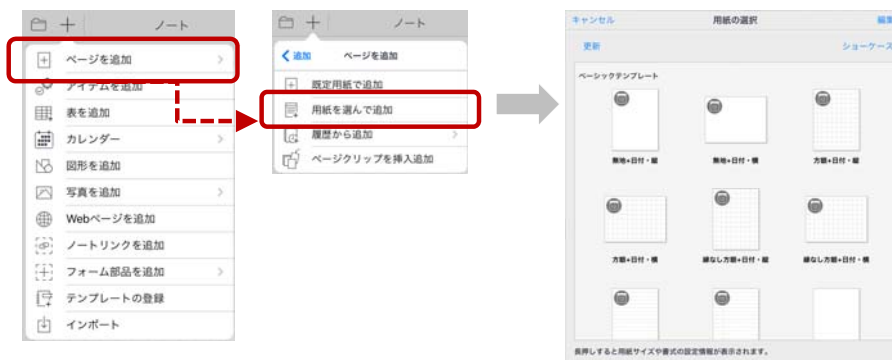 ノート
ページを追加
アイテムを追加
表を追加
カレンダー
図形を追加
写真を追加
Webページを追加
ノートリンクを追加
フォーム部品を追加
テンプレートの登録
インポート
ノート
追加 ページを追加
既定用紙で追加
用紙を選んで追加
履歴から追加
ページクリップを挿入追加
キャンセル 用紙の選択 編集
更新 ショーケース
ベーシックテンプレート
無地+日付・縦 無地+日付・横 方眼+日付・縦
方眼+日付・横 縁なし方眼+日付・縦 縁なし方眼+日付・横
長押しすると用紙サイズや書式の設定情報が表示されます。